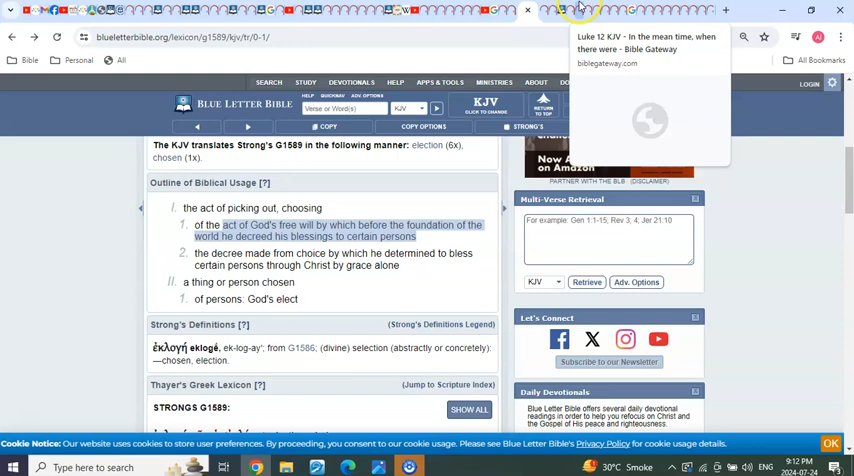 blueletterbible.org/lexicon/g1589/kjv/tr/0-1/
Luke 12 KJV - In the mean time, when
there were - Bible Gateway
biblegateway.com
Bible
Personal
All
All Bookmarks
SEARCH STUDY DEVOTIONALS HELP & TUTORIALS APPS & TOOLS MINISTRIES ABOUT
LOGIN
BLUE LETTER BIBLE
HELP QUICKNAV ADV. OPTIONS
Verse or Word(s)
KJV
KJV
CLICK TO CHANGE
RETURN
TO TOP
COPY
COPY OPTIONS
STRONG'S
The KJV translates Strong's G1589 in the following manner: election (6x),
chosen (1x).
Outline of Biblical Usage [?]
I. the act of picking out, choosing
1. of the act of God's free will by which before the foundation of the
world he decreed his blessings to certain persons
2. the decree made from choice by which he determined to bless
certain persons through Christ by grace alone
II. a thing or person chosen
1. of persons: God's elect
Strong's Definitions [?]
(Strong's Definitions Legend)
ἐκλογή eklogḗ, ek-log-ay'; from G1586; (divine) selection (abstractly or concretely):
—chosen, election.
Thayer's Greek Lexicon [?]
(Jump to Scripture Index)
STRONGS G1589:
SHOW ALL
Now A
on Amazon
PARTNER WITH THE BLB (DISCLAIMER)
Multi-Verse Retrieval
For example: Gen 1:1-15; Rev 3; 4; Jer 21:10
KJV
Retrieve
Adv. Options
Let's Connect
Subscribe to our Newsletter
Daily Devotionals
Blue Letter Bible offers several daily devotional
readings in order to help you refocus on Christ and
the Gospel of His peace and righteousness.
Cookie Notice: Our website uses cookies to store user preferences. By proceeding, you consent to our cookie usage. Please see Blue Letter Bible's Privacy Policy for cookie usage details.
OK
Type here to search
30°C Smoke
ENG
9:12 PM
2024-07-24